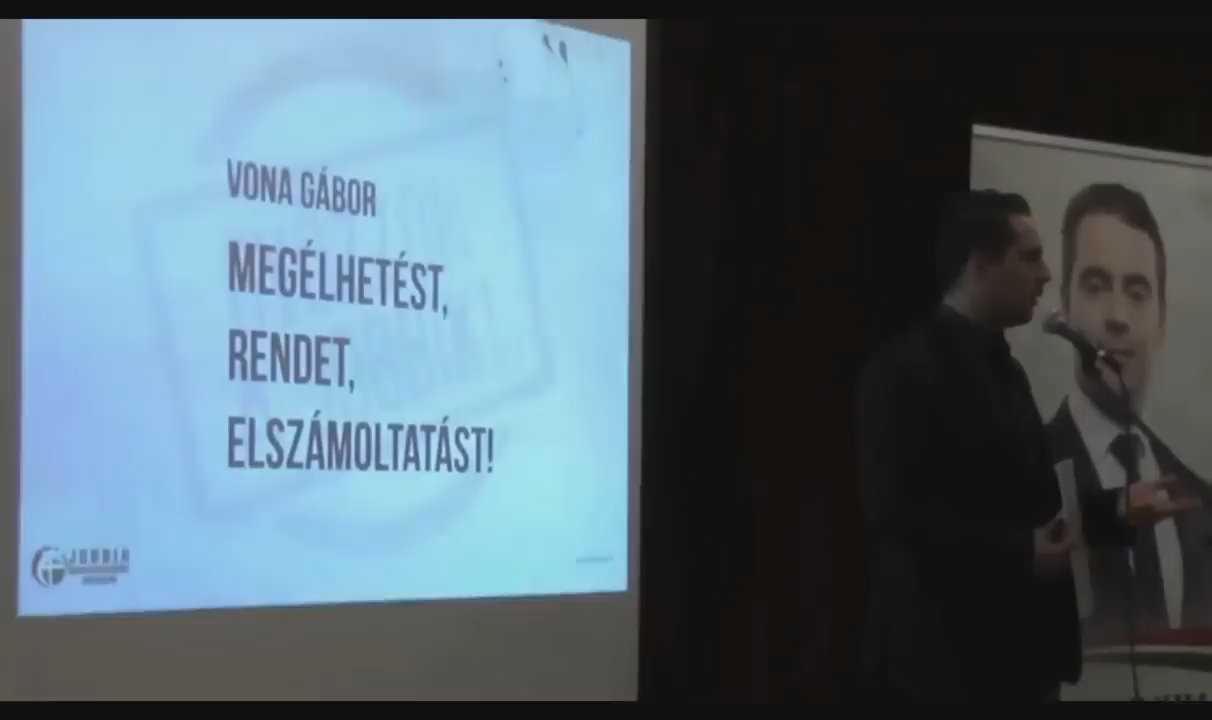 VONA GÁBOR
MEGÉLHETÉST,
RENDET,
ELSZÁMOLTATÁST!
JOBBIK